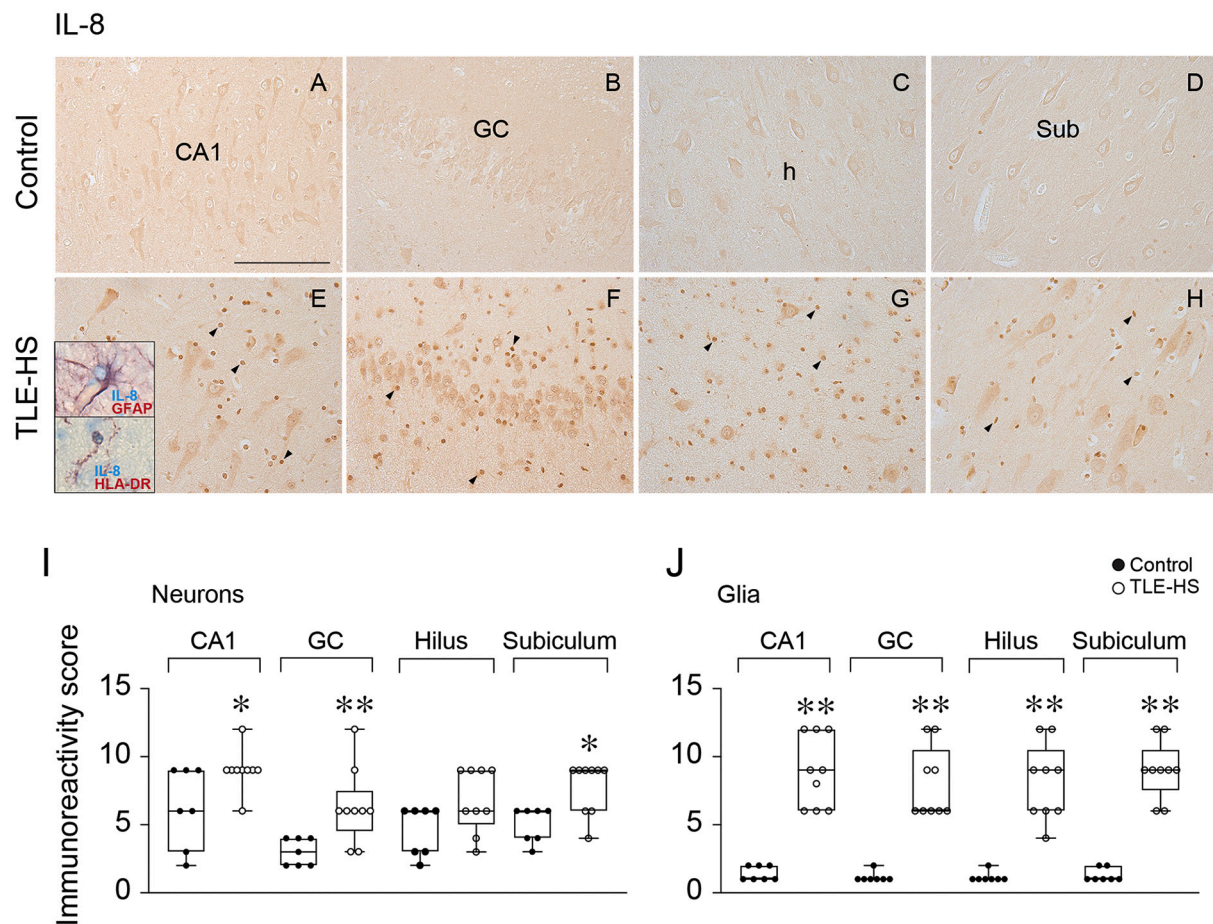 IL-8
Control
A
CA1
B
GC
C
h
D
Sub
TLE-HS
E
IL-8
GFAP
IL-8
HLA-DR
F
G
H
I
Neurons
CA1
GC
Hilus
Subiculum
Immunoreactivity score
15
10
5
0
*
**
*
J
Glia
Control
TLE-HS
CA1
GC
Hilus
Subiculum
15
10
5
0
**
**
**
**